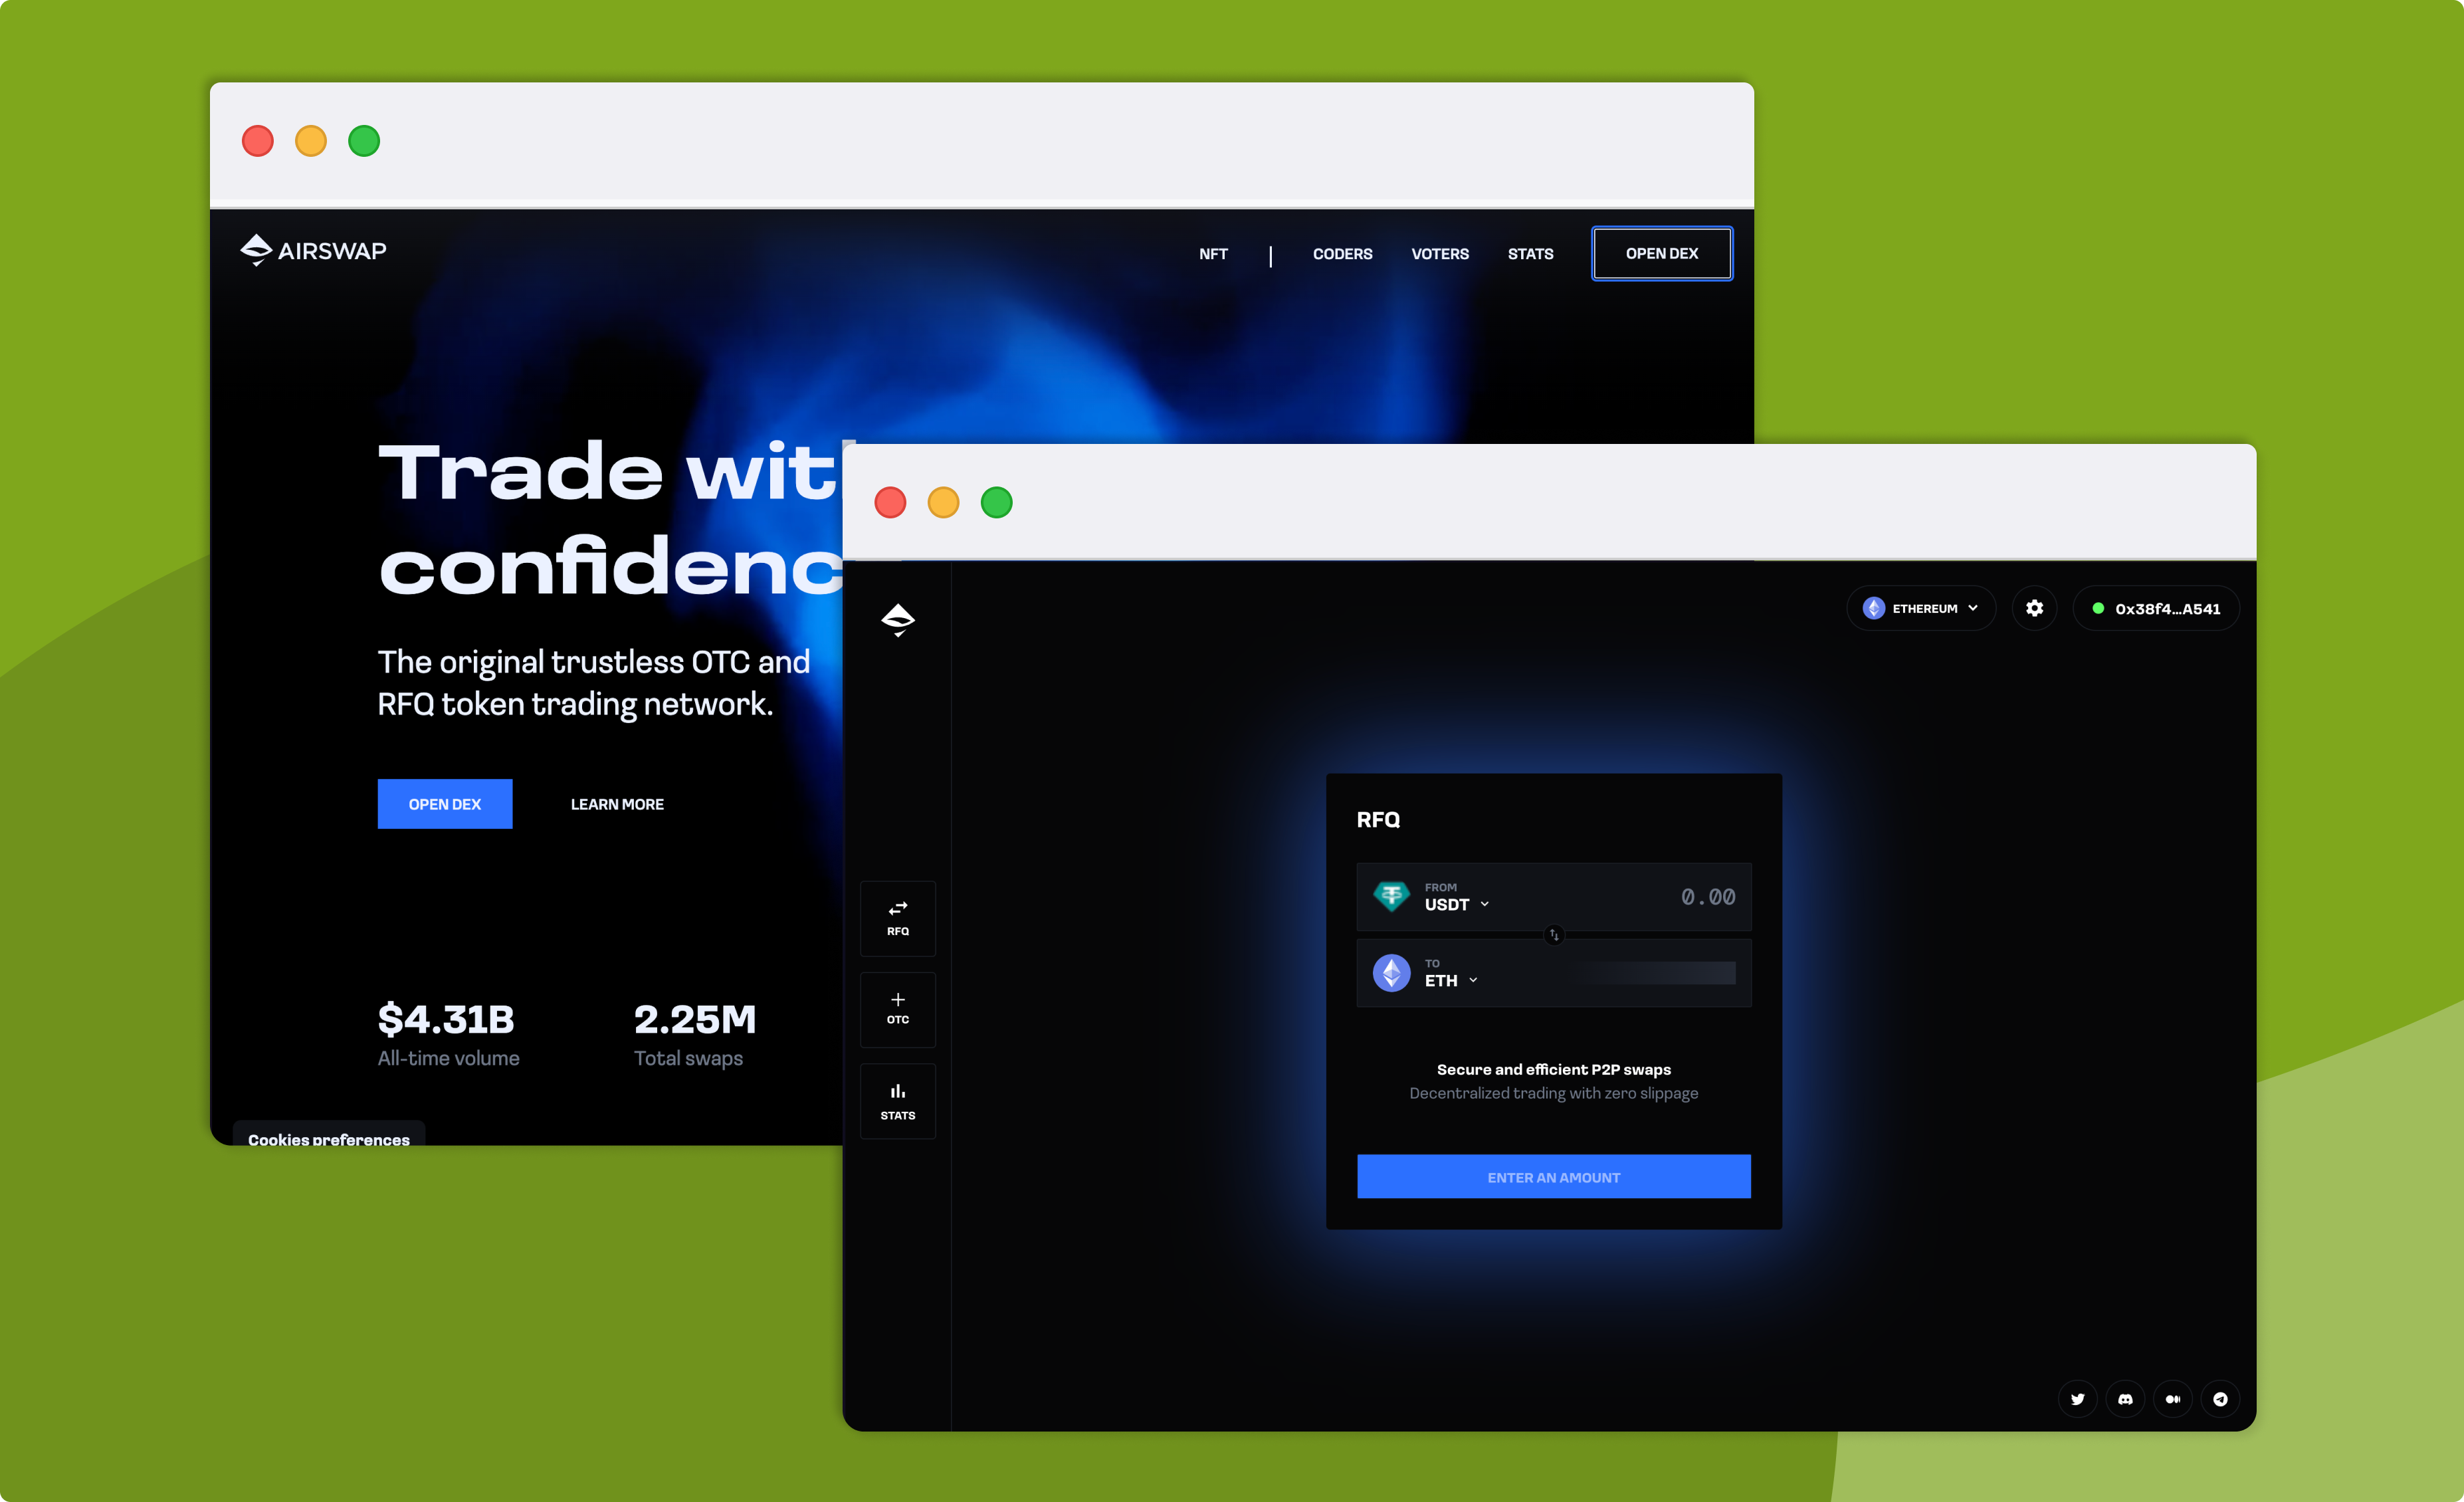 AIRSWAP
NFT | CODERS VOTERS STATS OPEN DEX
Trade wit
confidenc
The original trustless OTC and
RFQ token trading network.
OPEN DEX LEARN MORE
$4.31B 2.25M
All-time volume Total swaps
Cookies preferences
ETHEREUM 0x38f4...A541
RFQ
OTC
STATS
RFQ
FROM
USDT 0.00
TO
ETH
Secure and efficient P2P swaps
Decentralized trading with zero slippage
ENTER AN AMOUNT